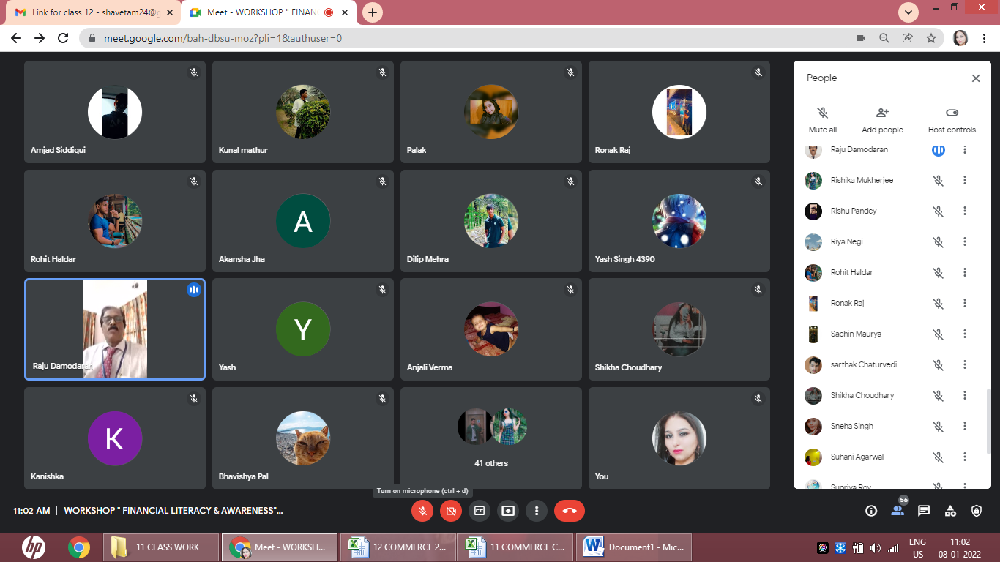 Link for class 12 - shavetam24@g
Meet - WORKSHOP " FINAN
meet.google.com/bah-dbsu-moz?pli=1&authuser=0
Amjad Siddiqui
Kunal mathur
Palak
Ronak Raj
Rohit Haldar
A
Akansha Jha
Dilip Mehra
Yash Singh 4390
Raju Damodaran
Y
Yash
Anjali Verma
Shikha Choudhary
K
Kanishka
Bhavishya Pal
41 others
You
Turn on microphone (ctrl + d)
People
Mute all
Add people
Host controls
Raju Damodaran
Rishika Mukherjee
Rishu Pandey
Riya Negi
Rohit Haldar
Ronak Raj
Sachin Maurya
sarthak Chaturvedi
Shikha Choudhary
Sneha Singh
Suhani Agarwal
Supriya Roy
11:02 AM | WORKSHOP " FINANCIAL LITERACY & AWARENESS"...
56
hp
11 CLASS WORK
Meet - WORKSH...
12 COMMERCE 2...
11 COMMERCE C...
Document1 - Mic...
ENG
US
11:02
08-01-2022